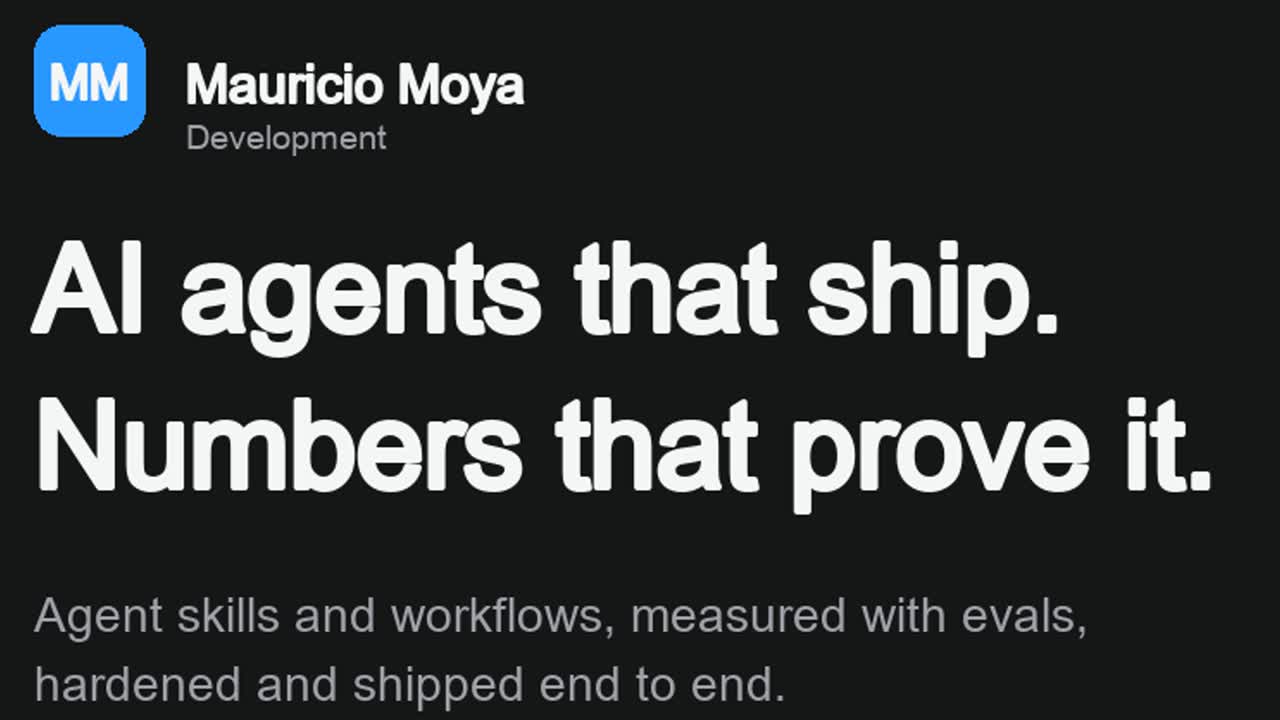 MM
Mauricio Moya
Development
AI agents that ship.
Numbers that prove it.
Agent skills and workflows, measured with evals,
hardened and shipped end to end.